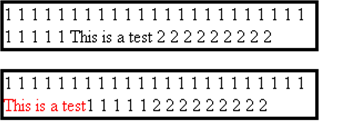 1 1 1 1 1 1 1 1 1 1 1 1 1 1 1 1 1 1 1 1 1 1 1
1 1 1 1 1 This is a test 2 2 2 2 2 2 2 2 2 2
1 1 1 1 1 1 1 1 1 1 1 1 1 1 1 1 1 1 1 1 1 1 1
This is a test1 1 1 1 1 2 2 2 2 2 2 2 2 2 2